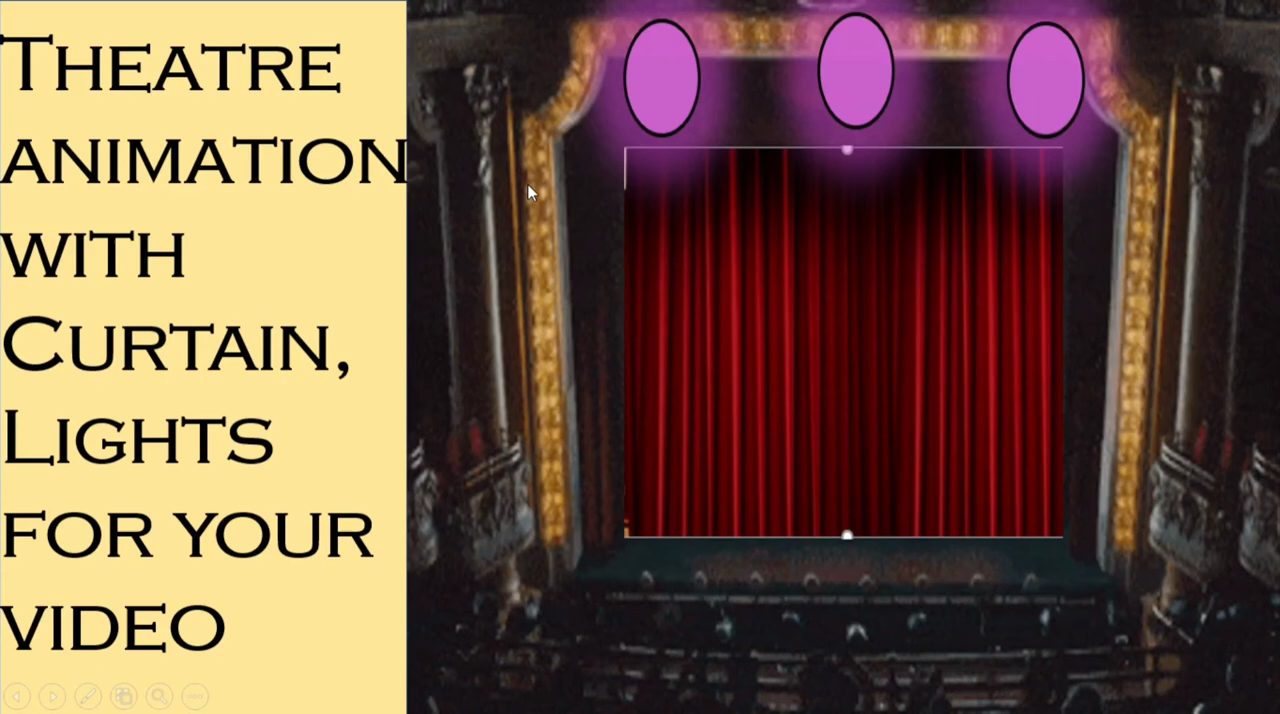 Theatre
animation
with
Curtain,
Lights
for your
video